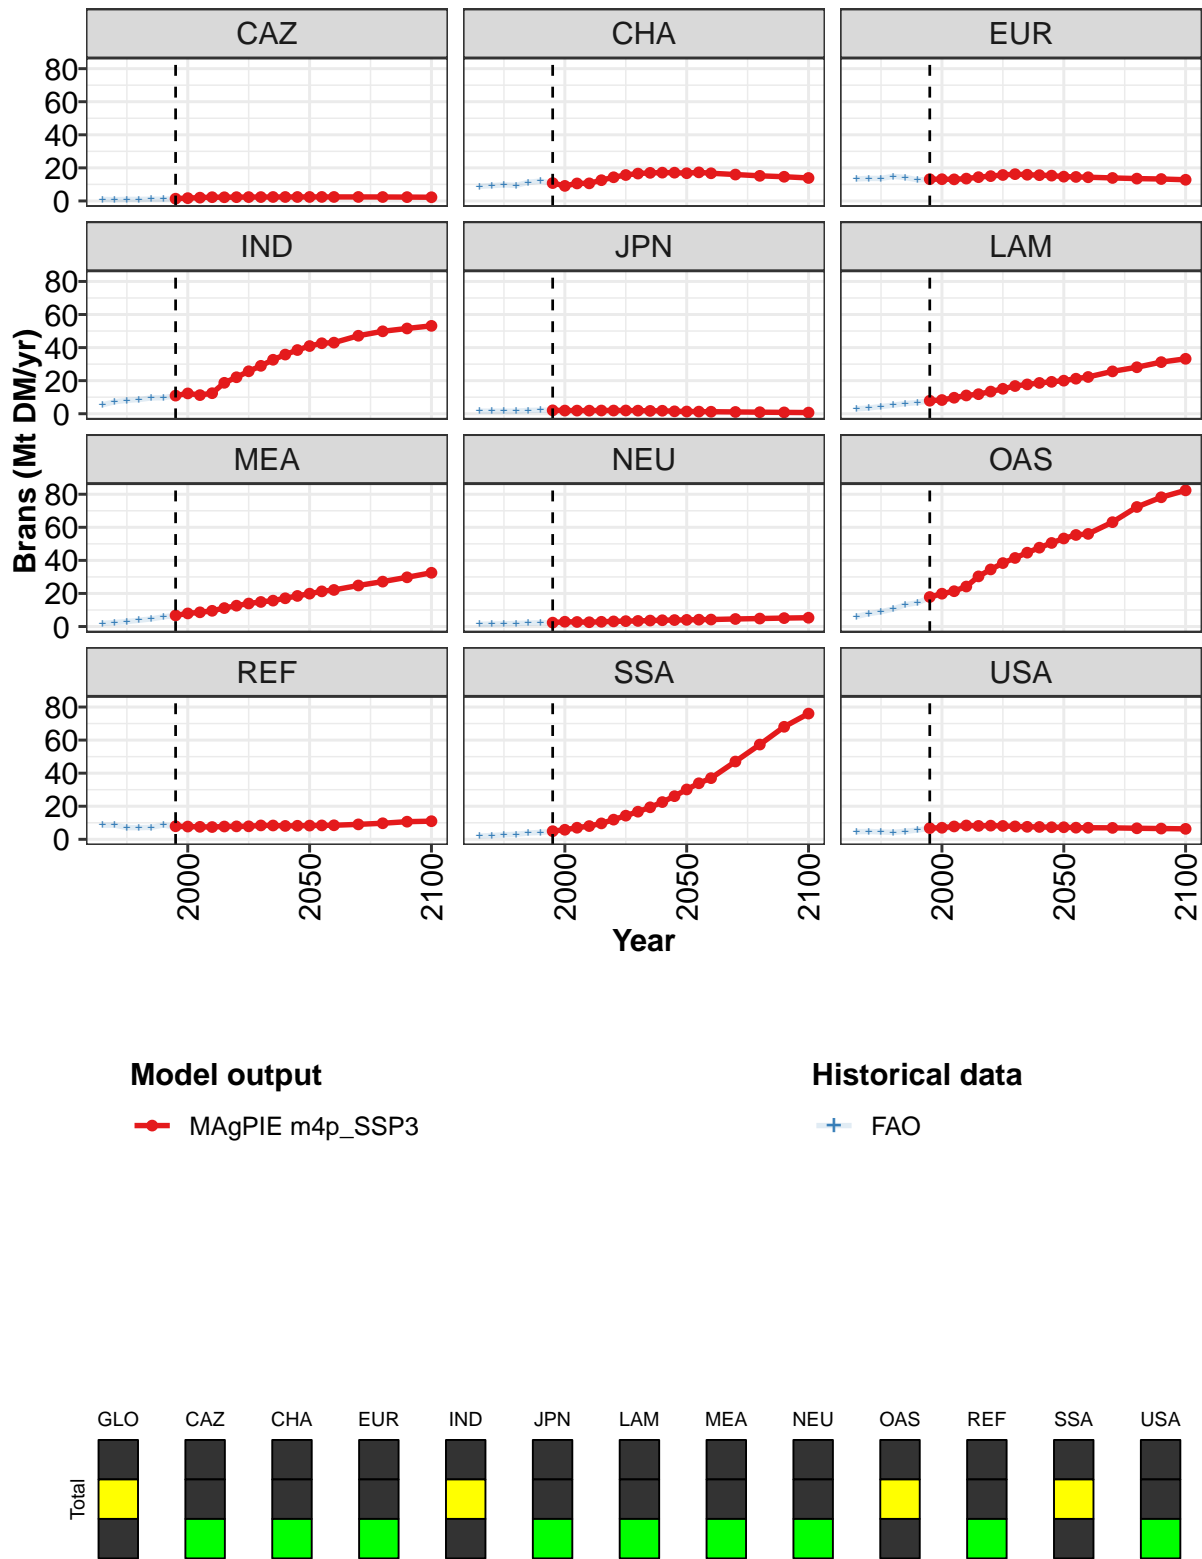 CAZ CHA EUR
80
60
40
20
0
IND JPN LAM
80
60
40
20
0
MEA NEU OAS
80
60
40
20
0
REF SSA USA
80
60
40
20
0
Brans (Mt DM/yr)
2000 2050 2100 2000 2050 2100 2000 2050 2100
Year
Model output Historical data
MAgPIE m4p_SSP3 FAO
GLO CAZ CHA EUR IND JPN LAM MEA NEU OAS REF SSA USA
Total